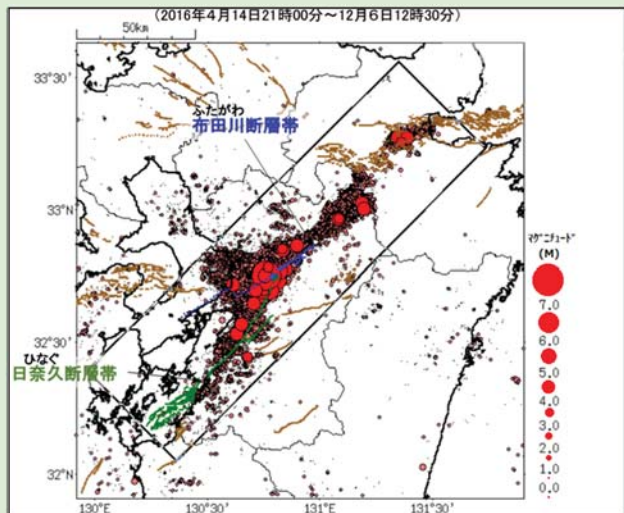 (2016年4月14日21時00分～12月6日12時30分)
50km
33°30'
ふたがわ
布田川断層帯
33°N
ﾏｸﾞﾆﾁｭｰﾄﾞ
(M)
7.0
6.0
5.0
4.0
3.0
2.0
1.0
0.0
32°30'
ひなぐ
日奈久断層帯
32°N
130°E
130°30'
131°E
131°30'